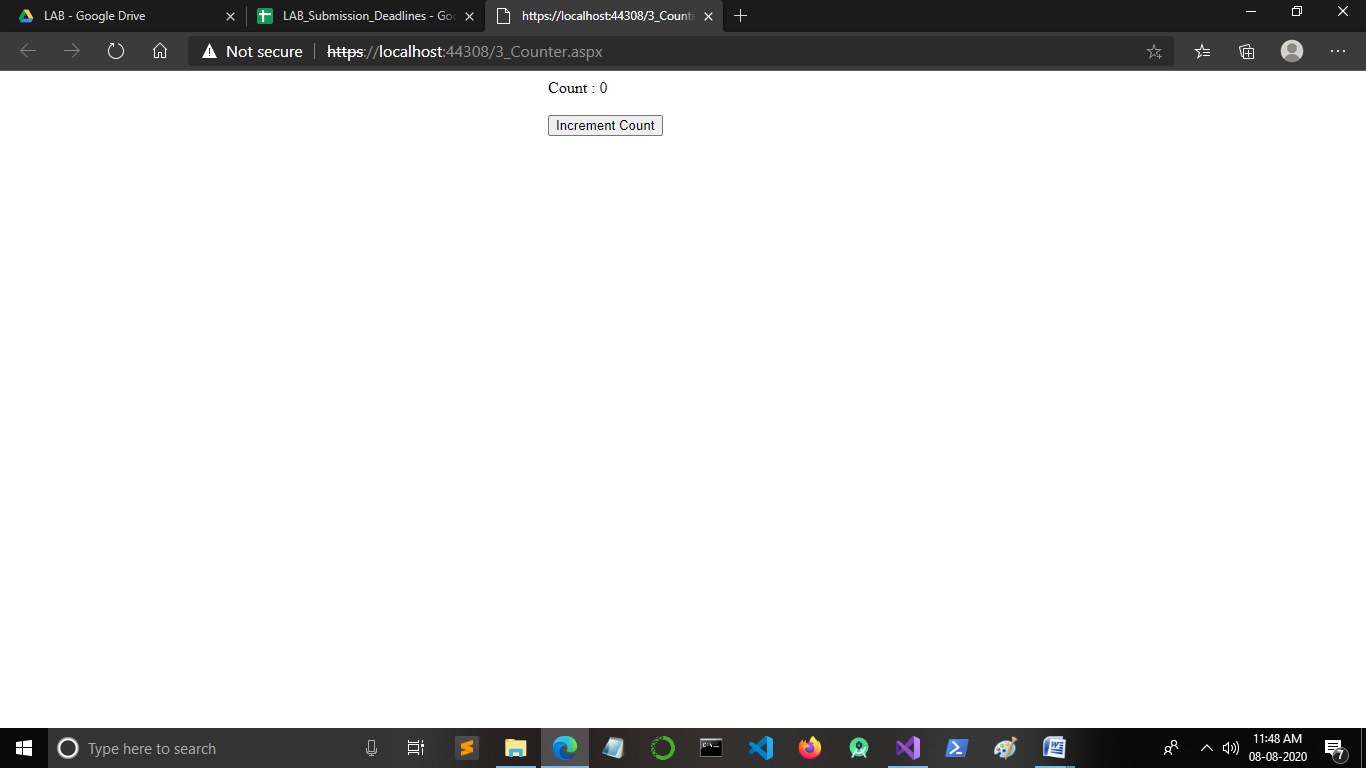 LAB - Google Drive
LAB_Submission_Deadlines - Goo
https://localhost:44308/3_Counte
Not secure
https://localhost:44308/3_Counter.aspx
Count : 0
Increment Count
Type here to search
11:48 AM
08-08-2020
7